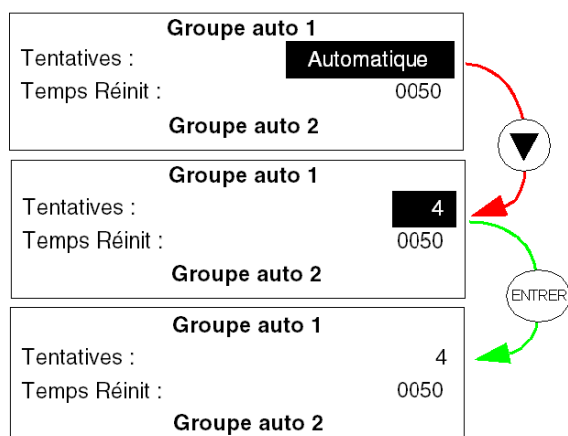 Groupe auto 1
Tentatives : Automatique
Temps Réinit : 0050
Groupe auto 2
Groupe auto 1
Tentatives : 4
Temps Réinit : 0050
Groupe auto 2
ENTRER
Groupe auto 1
Tentatives : 4
Temps Réinit : 0050
Groupe auto 2